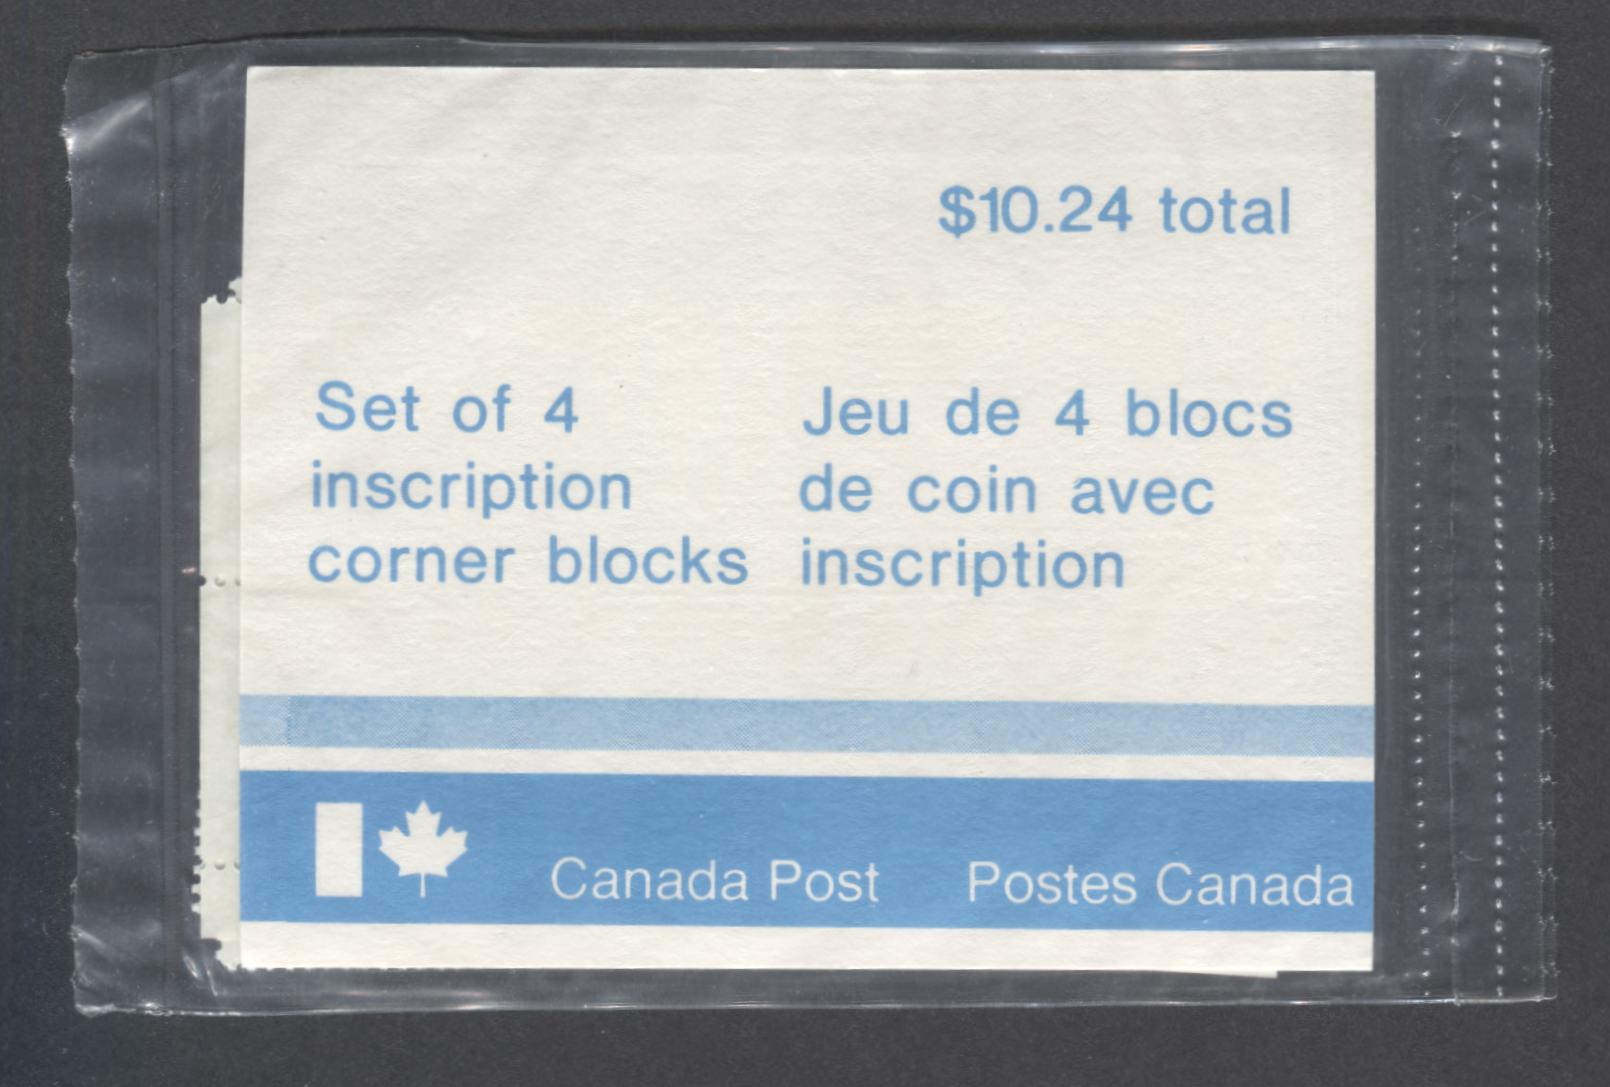 $10.24 total
Set of 4
inscription
corner blocks
Jeu de 4 blocs
de coin avec
inscription
Canada Post
Postes Canada